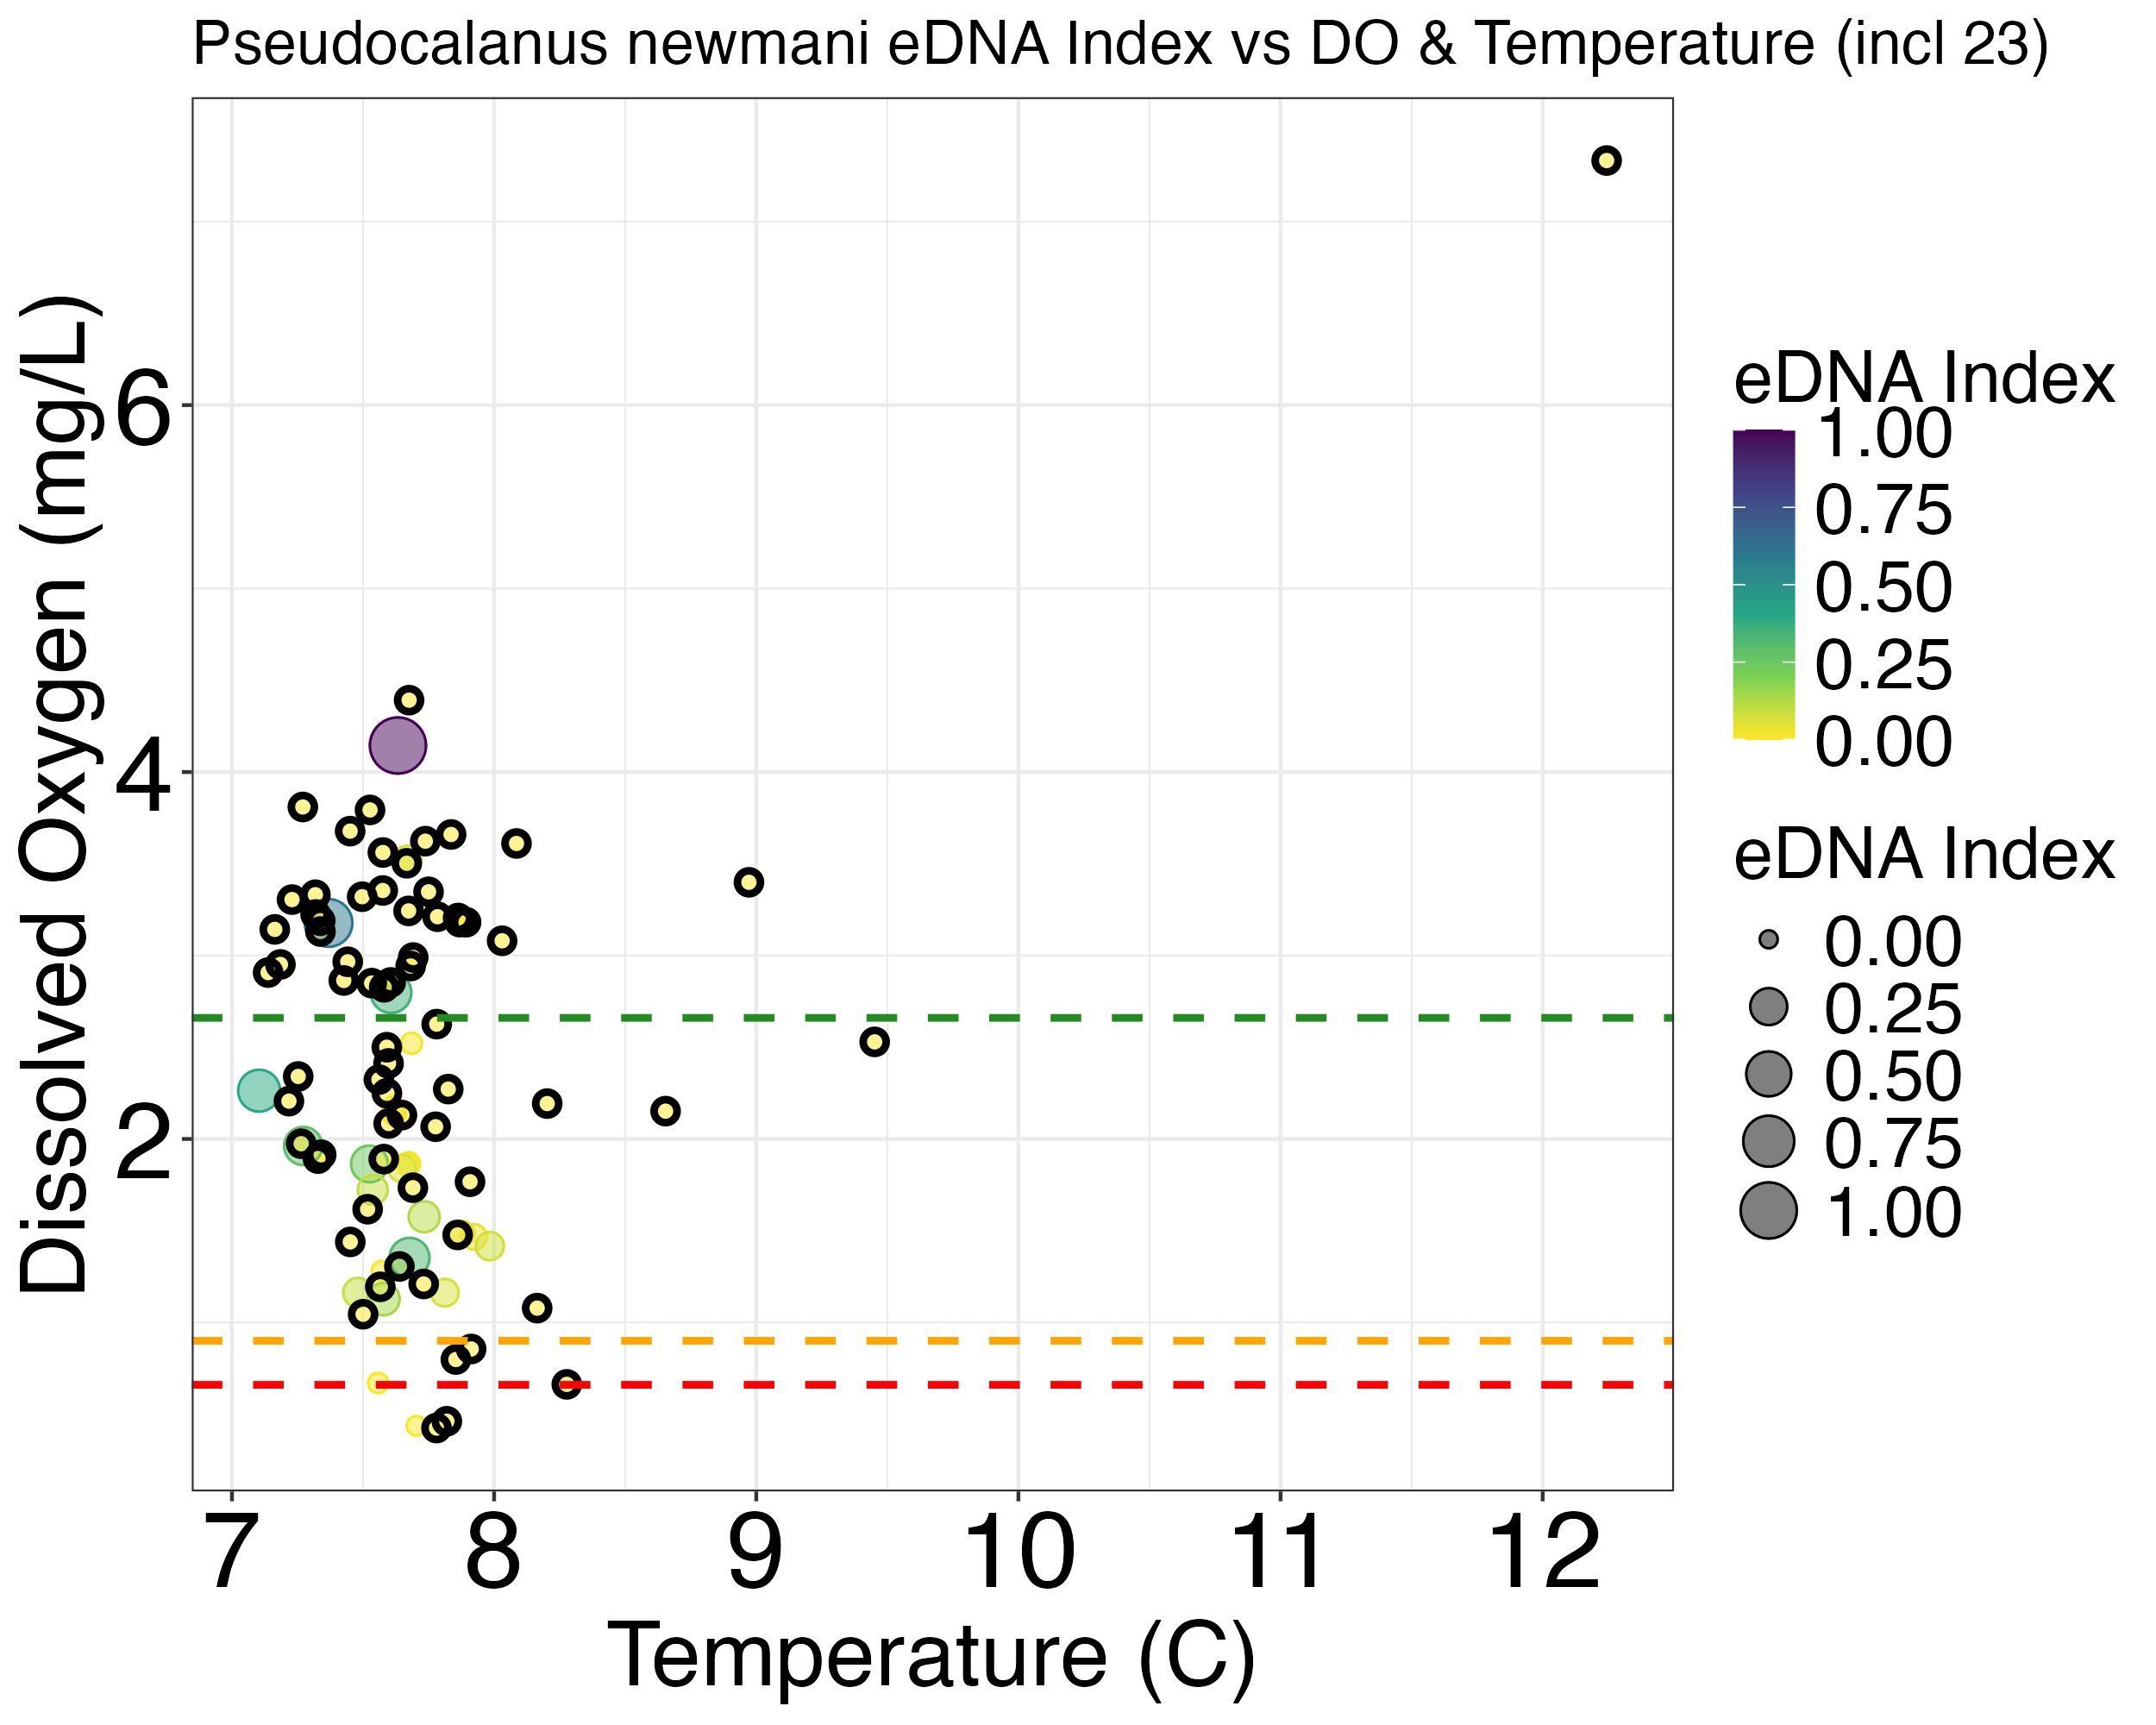 Pseudocalanus newmani eDNA Index vs DO & Temperature (incl 23)
Dissolved Oxygen (mg/L)
6
4
2
7 8 9 10 11 12
Temperature (C)
eDNA Index
1.00
0.75
0.50
0.25
0.00
eDNA Index
0.00
0.25
0.50
0.75
1.00